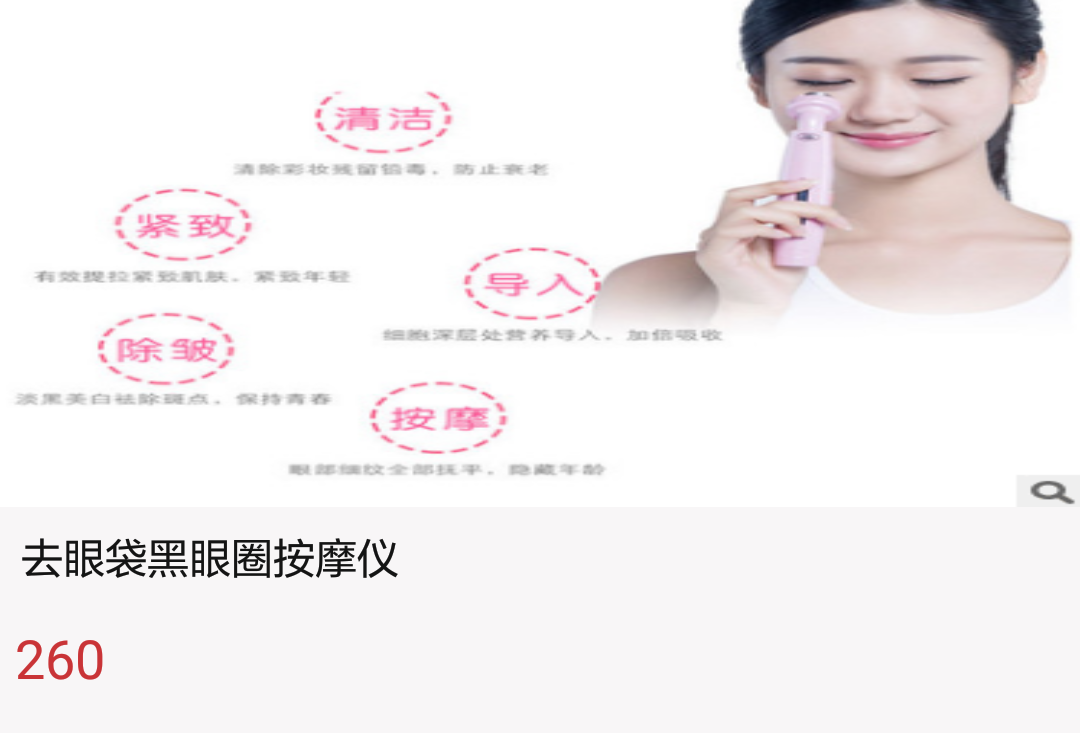 清洁
清除彩妆残留铅毒，防止衰老
紧致
有效提拉紧致肌肤，紧致年轻
导入
细胞深层处营养导入，加倍吸收
除皱
淡黑美白祛除斑点，保持青春
按摩
眼部细纹全部抚平，隐藏年龄
去眼袋黑眼圈按摩仪
260